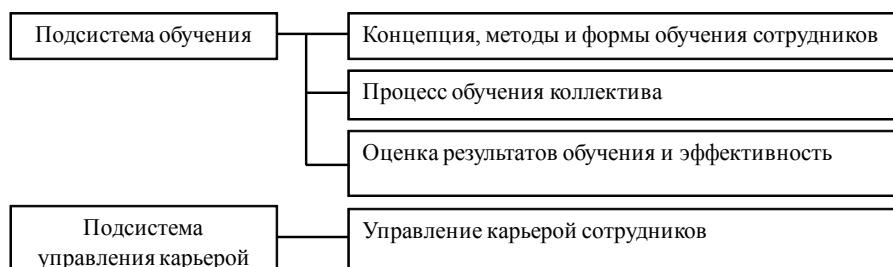 Подсистема обучения
Концепция, методы и формы обучения сотрудников
Процесс обучения коллектива
Оценка результатов обучения и эффективность
Подсистема
управления карьерой
Управление карьерой сотрудников